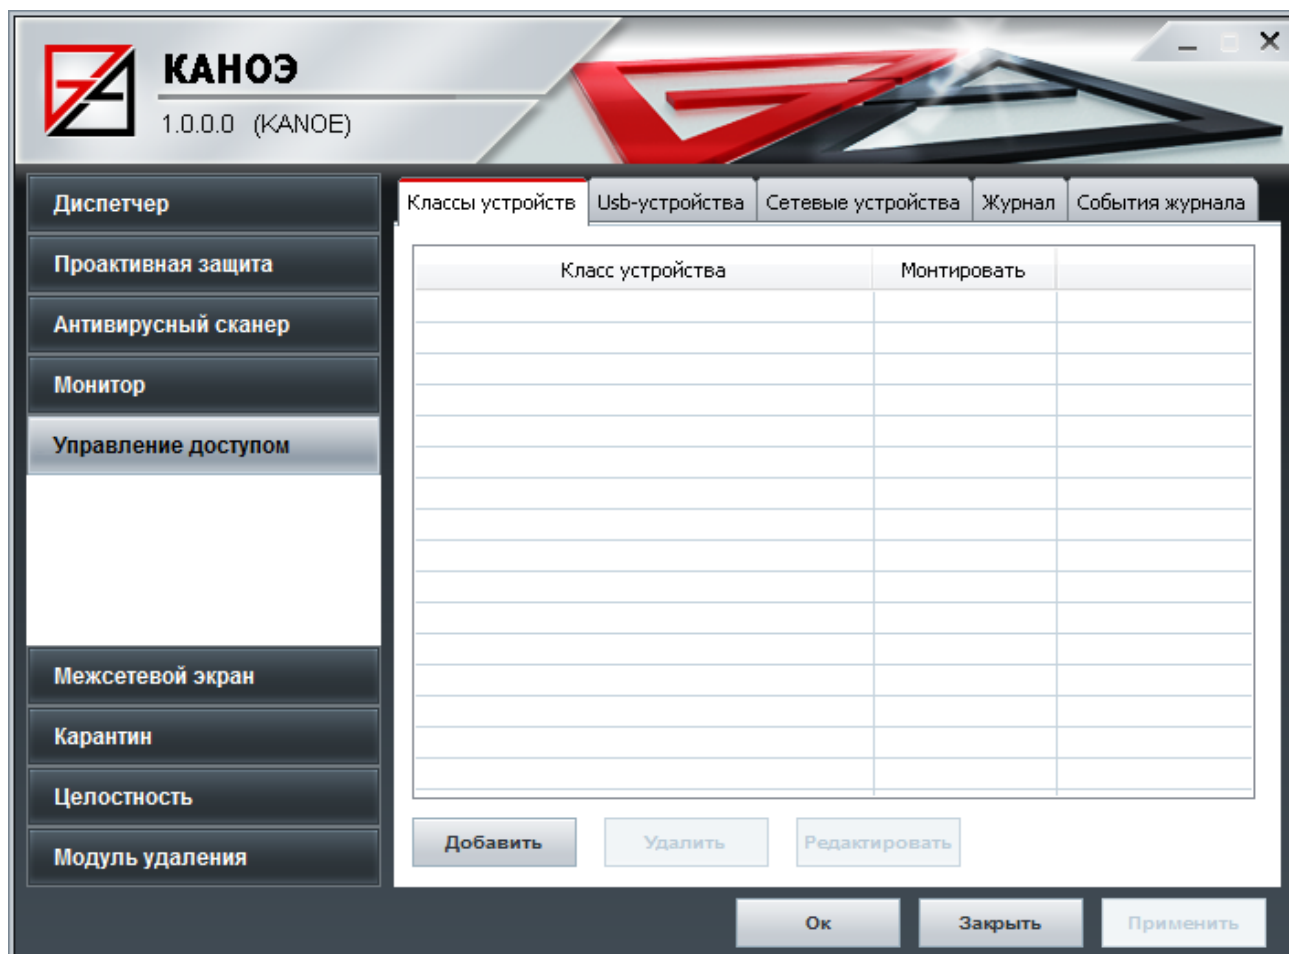 КАНОЭ
1.0.0.0 (KANOE)
Диспетчер
Проактивная защита
Антивирусный сканер
Монитор
Управление доступом
Межсетевой экран
Карантин
Целостность
Модуль удаления
Классы устройств Usb-устройства Сетевые устройства Журнал События журнала
Класс устройства Монтировать
Добавить Удалить Редактировать
Ок Закрыть Применить